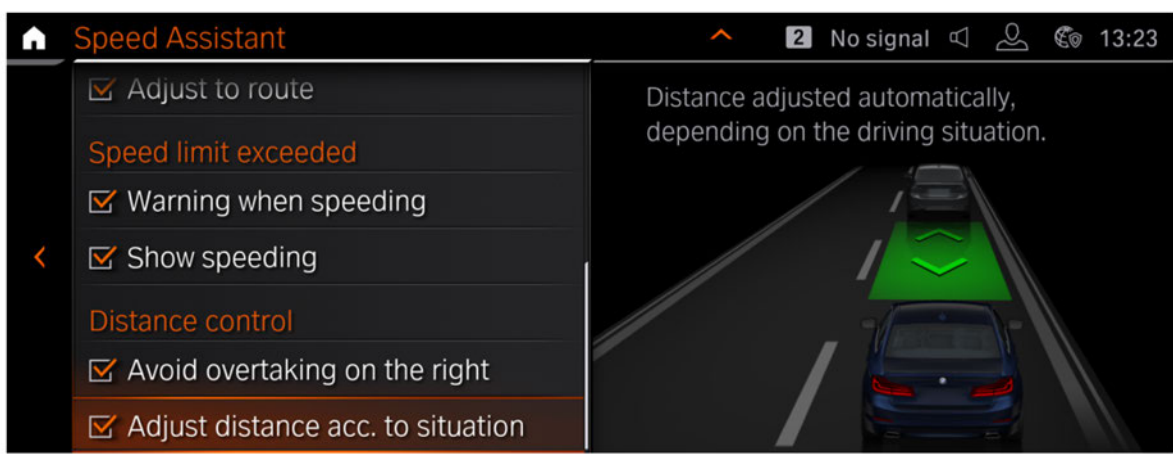 Speed Assistant
2 No signal 13:23
Adjust to route
Speed limit exceeded
Warning when speeding
Show speeding
Distance control
Avoid overtaking on the right
Adjust distance acc. to situation
Distance adjusted automatically,
depending on the driving situation.